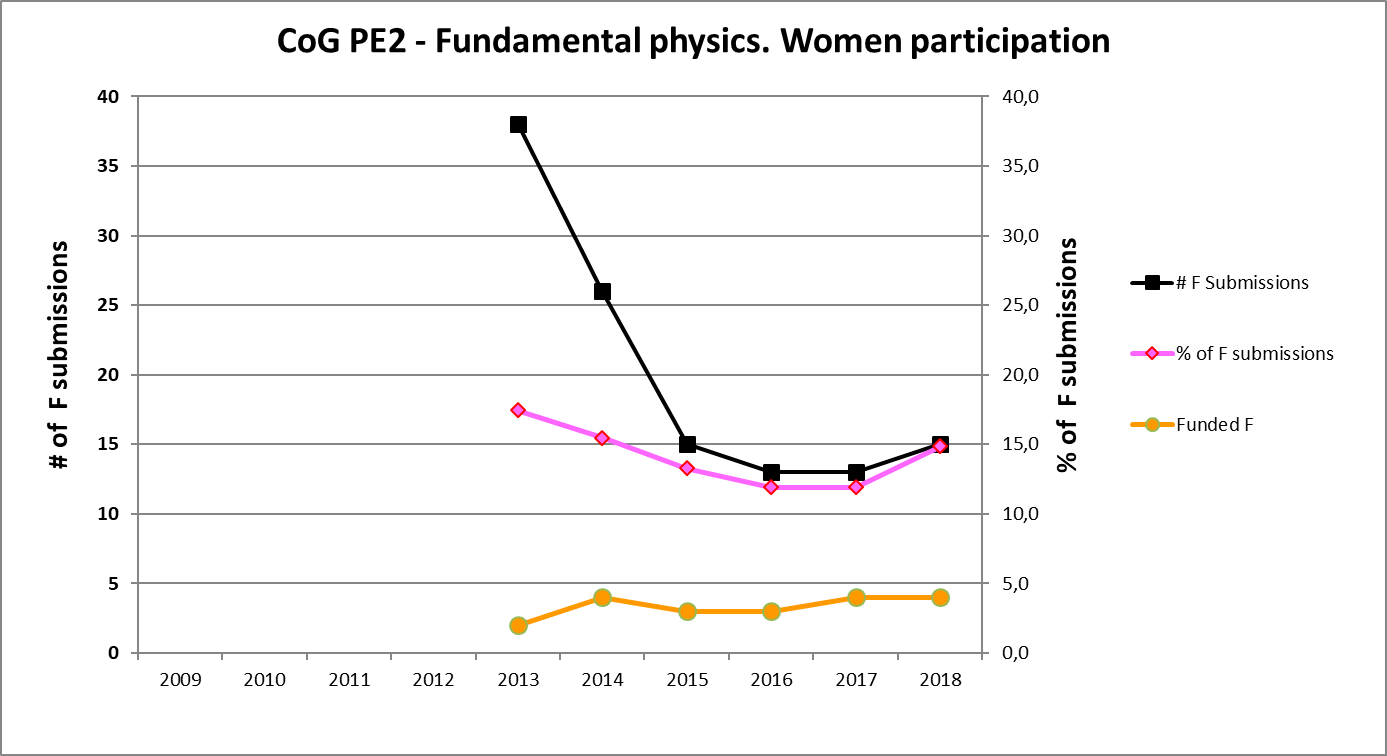 CoG PE2 - Fundamental physics. Women participation
# of F submissions
40
35
30
25
20
15
10
5
0
40,0
35,0
30,0
25,0
20,0
15,0
10,0
5,0
0,0
% of F submissions
2009 2010 2011 2012 2013 2014 2015 2016 2017 2018
# F Submissions
% of F submissions
Funded F